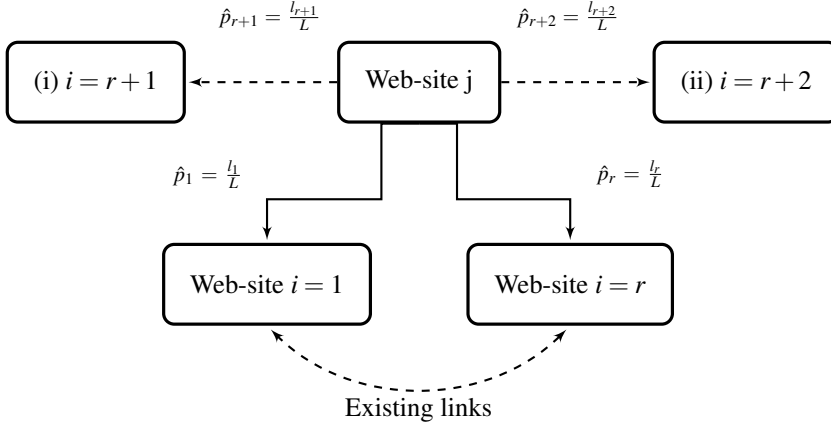 p̂_{r+1} = l_{r+1}/L
p̂_{r+2} = l_{r+2}/L
(i) i = r + 1
Web-site j
(ii) i = r + 2
p̂_1 = l_1/L
p̂_r = l_r/L
Web-site i = 1
Web-site i = r
Existing links